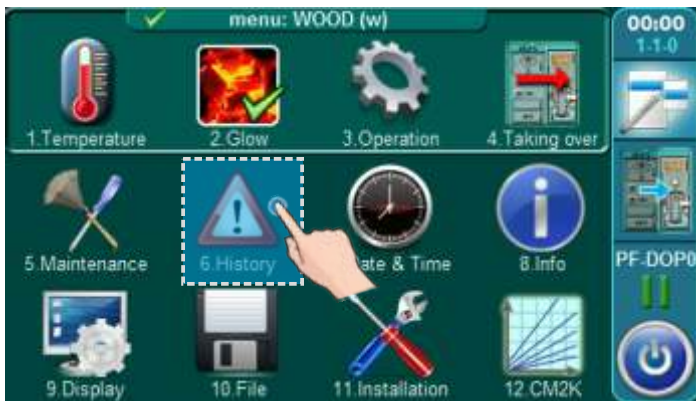 menu: WOOD (w)
00:00
1-1-0
1.Temperature
2.Glow
3.Operation
4.Taking over
5.Maintenance
6.History
ate & Time
8.Info
PF-DOP0
9.Display
10.File
11.Installation
12.CM2K